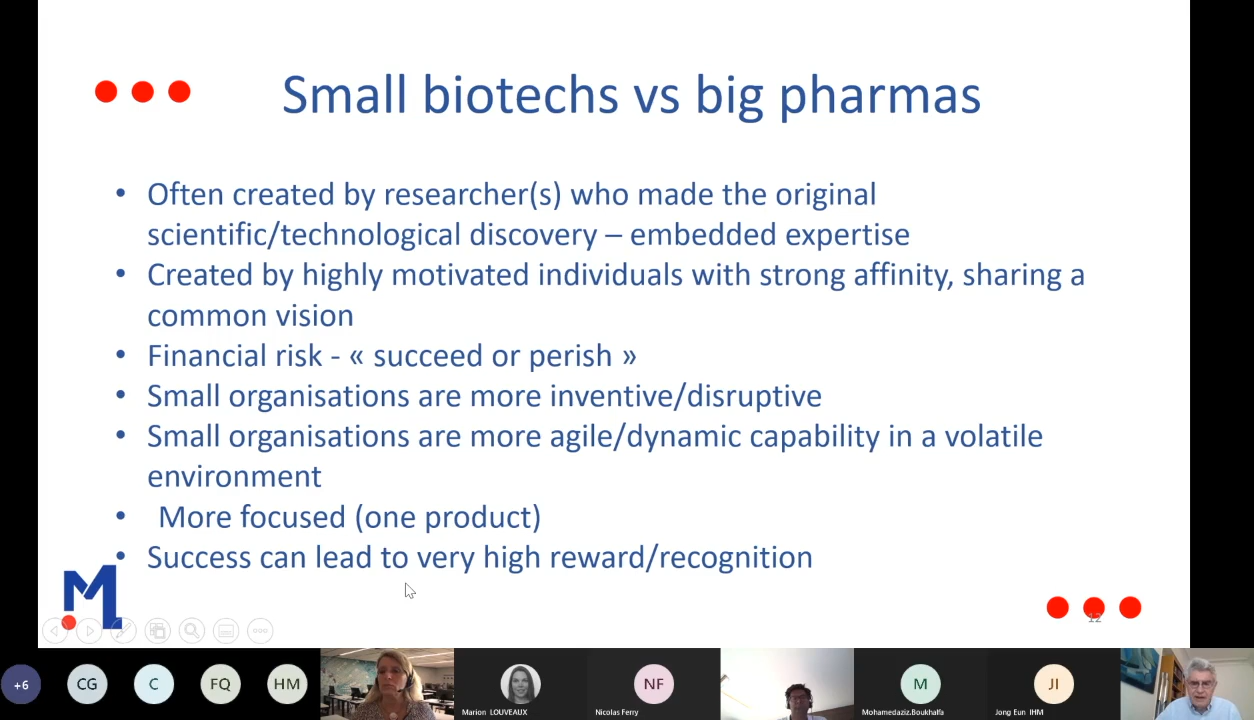 Small biotechs vs big pharmas
• Often created by researcher(s) who made the original
scientific/technological discovery – embedded expertise
• Created by highly motivated individuals with strong affinity, sharing a
common vision
• Financial risk - « succeed or perish »
• Small organisations are more inventive/disruptive
• Small organisations are more agile/dynamic capability in a volatile
environment
• More focused (one product)
• Success can lead to very high reward/recognition
M
12
+6
CG
C
FQ
HM
Marion LOUVEAUX
NF
Nicolas Ferry
M
Mohamedaziz.Boukhalfa
JI
Jong Eun IHM